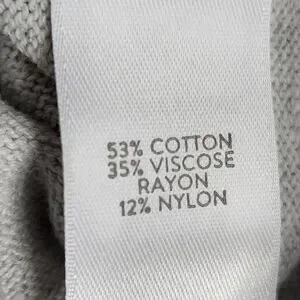 53% COTTON
35% VISCOSE
RAYON
12% NYLON